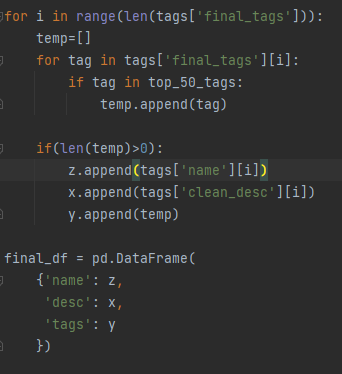 for i in range(len(tags['final_tags'])):
    temp=[]
    for tag in tags['final_tags'][i]:
        if tag in top_50_tags:
            temp.append(tag)
    if(len(temp)>0):
        z.append(tags['name'][i])
        x.append(tags['clean_desc'][i])
        y.append(temp)
final_df = pd.DataFrame(
    {'name': z,
     'desc': x,
     'tags': y
    })